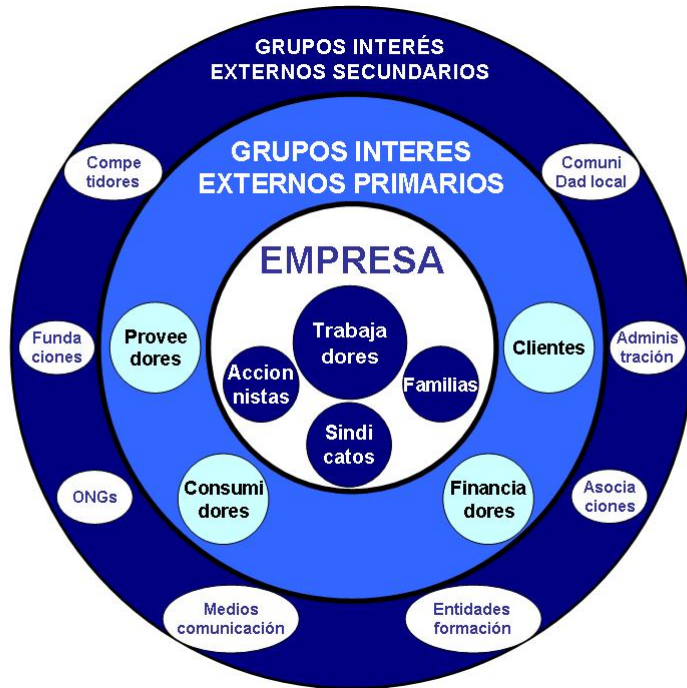 GRUPOS INTERÉS
EXTERNOS SECUNDARIOS
GRUPOS INTERES
EXTERNOS PRIMARIOS
EMPRESA
Trabaja
dores
Accion
nistas
Familias
Sindi
catos
Provee
dores
Clientes
Consumi
dores
Financia
dores
Compe
tidores
Comuni
Dad local
Funda
ciones
Adminis
tración
ONGs
Asocia
ciones
Medios
comunicación
Entidades
formación